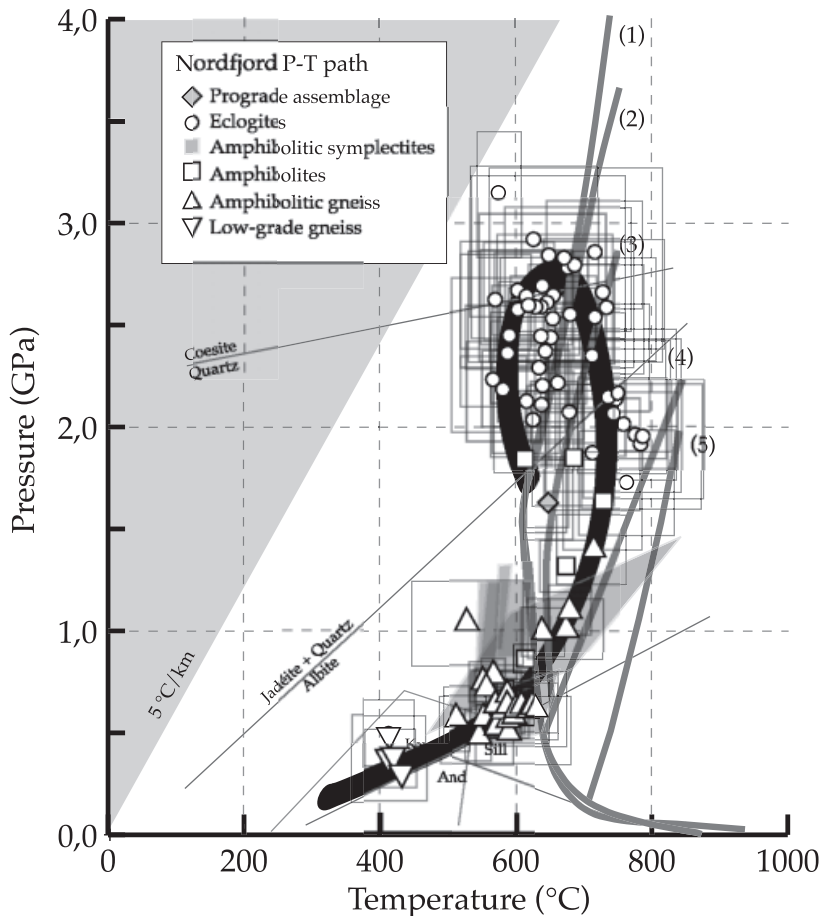 4,0
3,0
2,0
1,0
0,0
Pressure (GPa)
Nordfjord P-T path
Prograde assemblage
Eclogites
Amphibolitic symplectites
Amphibolites
Amphibolitic gneiss
Low-grade gneiss
(1)
(2)
(3)
(4)
(5)
Coesite
Quartz
Jadéite + Quartz
Albite
5 °C/km
Sill
And
0
200
400
600
800
1000
Temperature (°C)